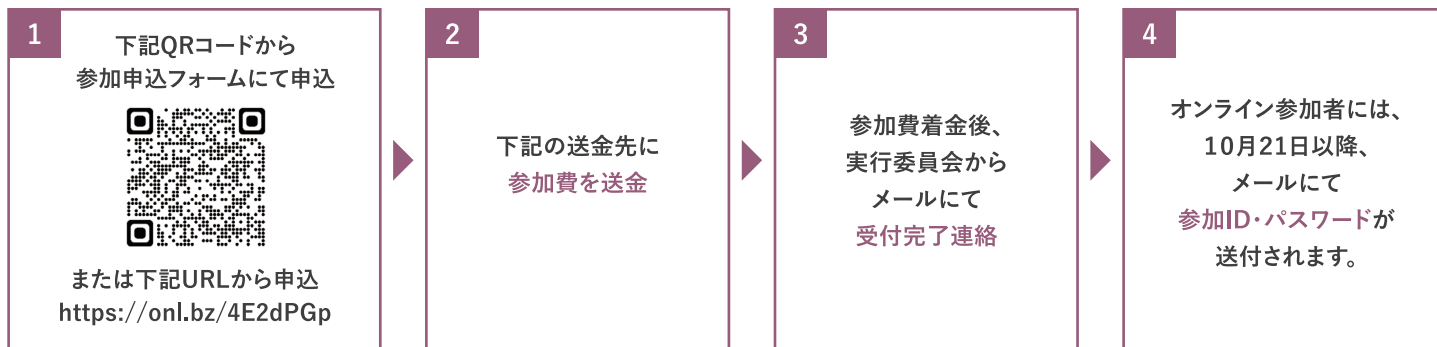 1
下記QRコードから
参加申込フォームにて申込
または下記URLから申込
https://onl.bz/4E2dPGp
2
下記の送金先に
参加費を送金
3
参加費着金後、
実行委員会から
メールにて
受付完了連絡
4
オンライン参加者には、
10月21日以降、
メールにて
参加ID・パスワードが
送付されます。